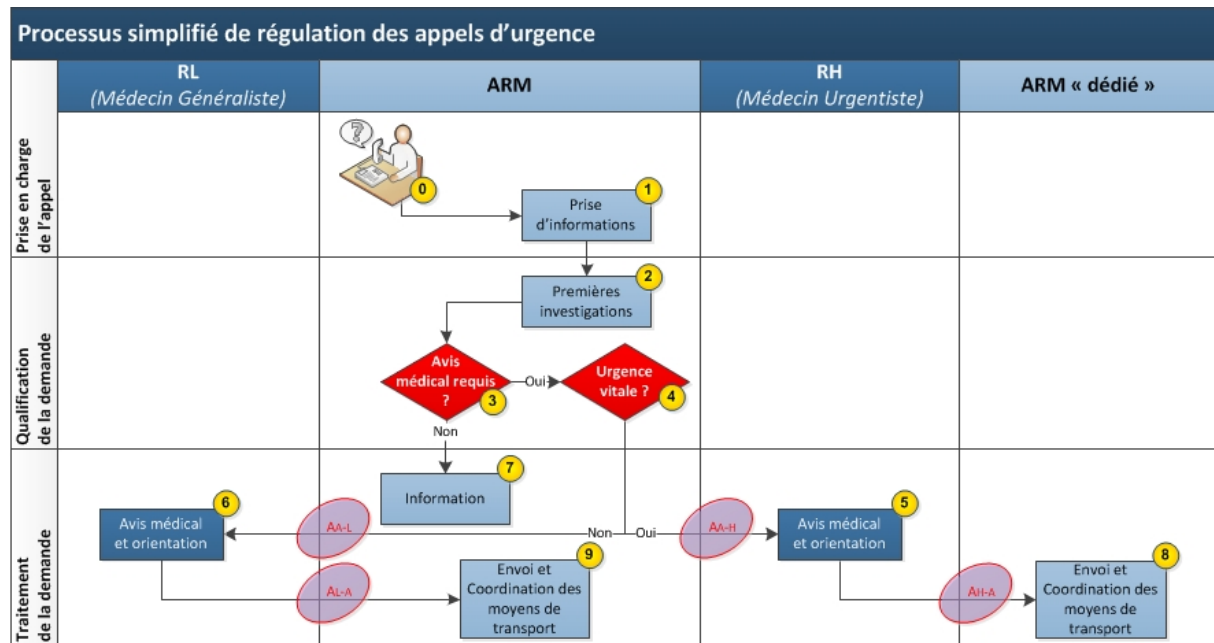 Processus simplifié de régulation des appels d'urgence
RL
(Médecin Généraliste)
ARM
RH
(Médecin Urgentiste)
ARM « dédié »
Prise en charge
de l'appel
?
0
1
Prise
d'informations
Qualification
de la demande
2
Premières
investigations
Avis
médical requis
?
3
Oui
Urgence
vitale ?
4
Non
Traitement
de la demande
7
Information
6
Avis médical
et orientation
AA-L
Non
Oui
AA-H
5
Avis médical
et orientation
AL-A
9
Envoi et
Coordination des
moyens de
transport
AH-A
8
Envoi et
Coordination des
moyens de
transport